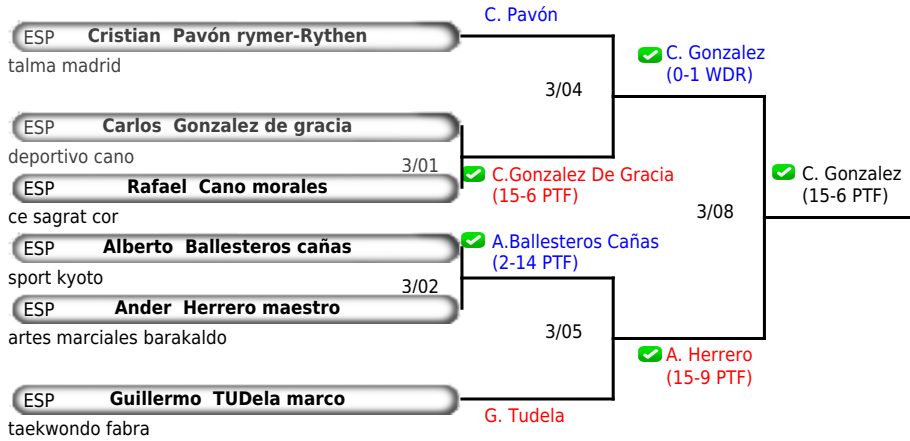 C. Pavón
ESP Cristian Pavón rymer-Rythen
talma madrid
C. Gonzalez
(0-1 WDR)
3/04
ESP Carlos Gonzalez de gracia
deportivo cano
3/01
C.Gonzalez De Gracia
(15-6 PTF)
ESP Rafael Cano morales
ce sagrat cor
C. Gonzalez
(15-6 PTF)
3/08
ESP Alberto Ballesteros cañas
sport kyoto
A.Ballesteros Cañas
(2-14 PTF)
3/02
ESP Ander Herrero maestro
artes marciales barakaldo
3/05
A. Herrero
(15-9 PTF)
ESP Guillermo TUDela marco
taekwondo fabra
G. Tudela